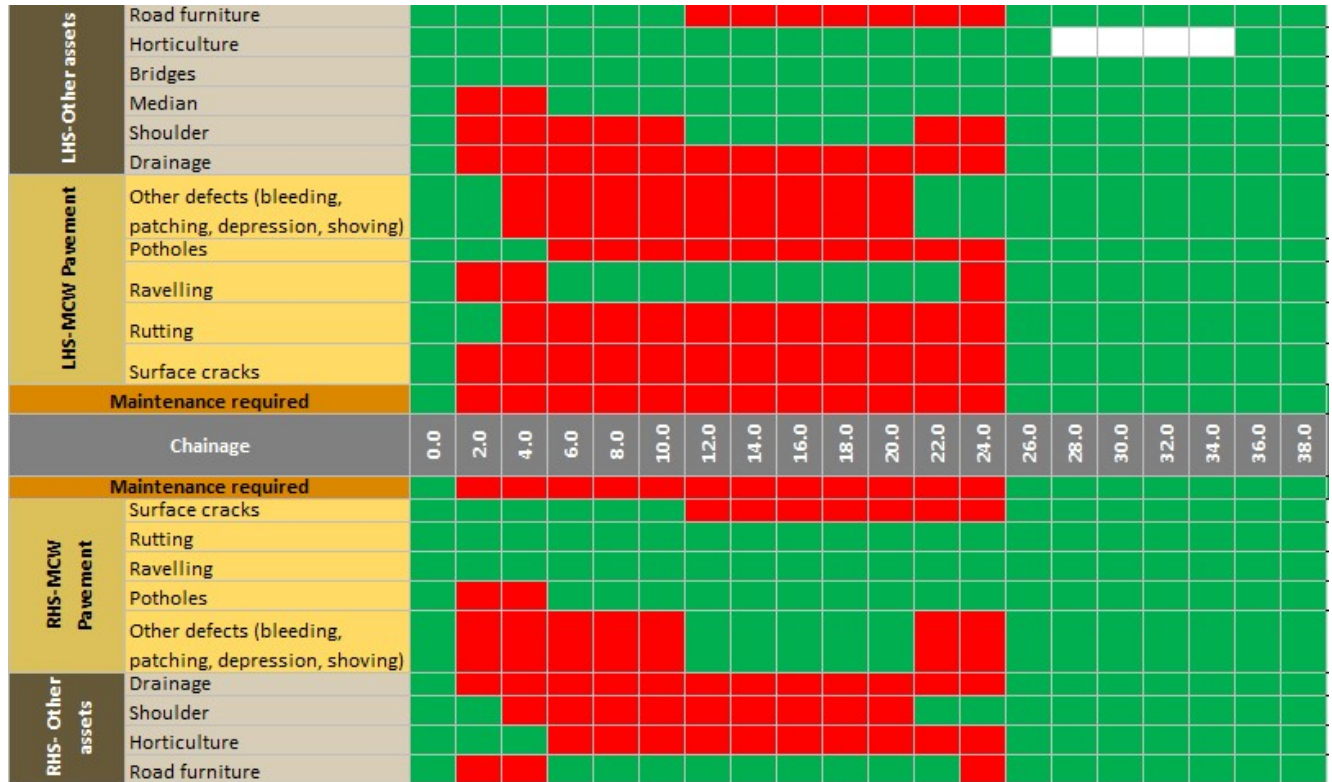 LHS-Other assets
Road furniture
Horticulture
Bridges
Median
Shoulder
Drainage
LHS-MCW Pavement
Other defects (bleeding,
patching, depression, shoving)
Potholes
Ravelling
Rutting
Surface cracks
Maintenance required
Chainage 0.0 2.0 4.0 6.0 8.0 10.0 12.0 14.0 16.0 18.0 20.0 22.0 24.0 26.0 28.0 30.0 32.0 34.0 36.0 38.0
Maintenance required
RHS-MCW
Pavement
Surface cracks
Rutting
Ravelling
Potholes
Other defects (bleeding,
patching, depression, shoving)
RHS- Other
assets
Drainage
Shoulder
Horticulture
Road furniture